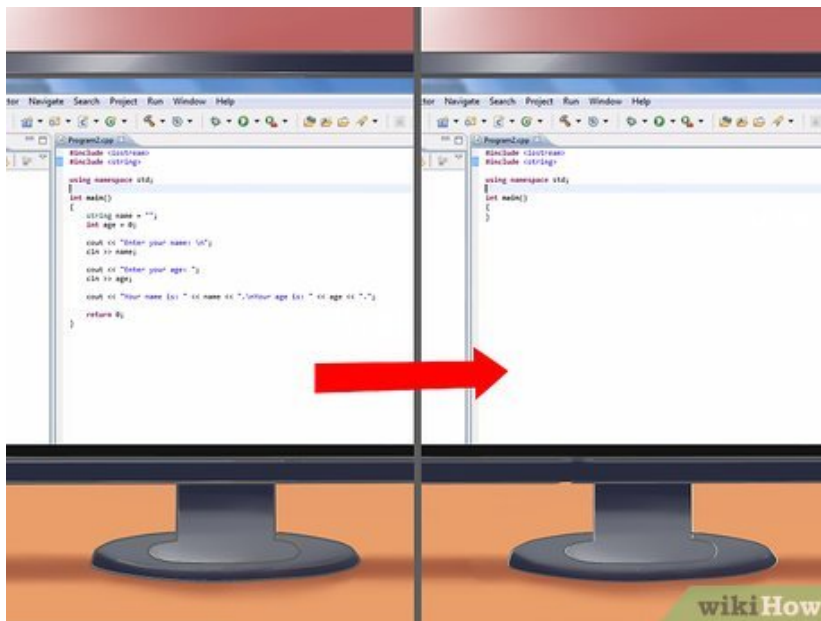 tor Navigate Search Project Run Window Help
Program2.cpp
#include <iostream>
#include <cstring>
using namespace std;
int main()
{
string name = "";
int age = 0;
cout << "Enter your name: \n";
cin >> name;
cout << "Enter your age: ";
cin >> age;
cout << "Your name is: " << name << ".\nYour age is: " << age << ".";
return 0;
}
tor Navigate Search Project Run Window Help
Program2.cpp
#include <iostream>
#include <cstring>
using namespace std;
int main()
{
}
wikiHow